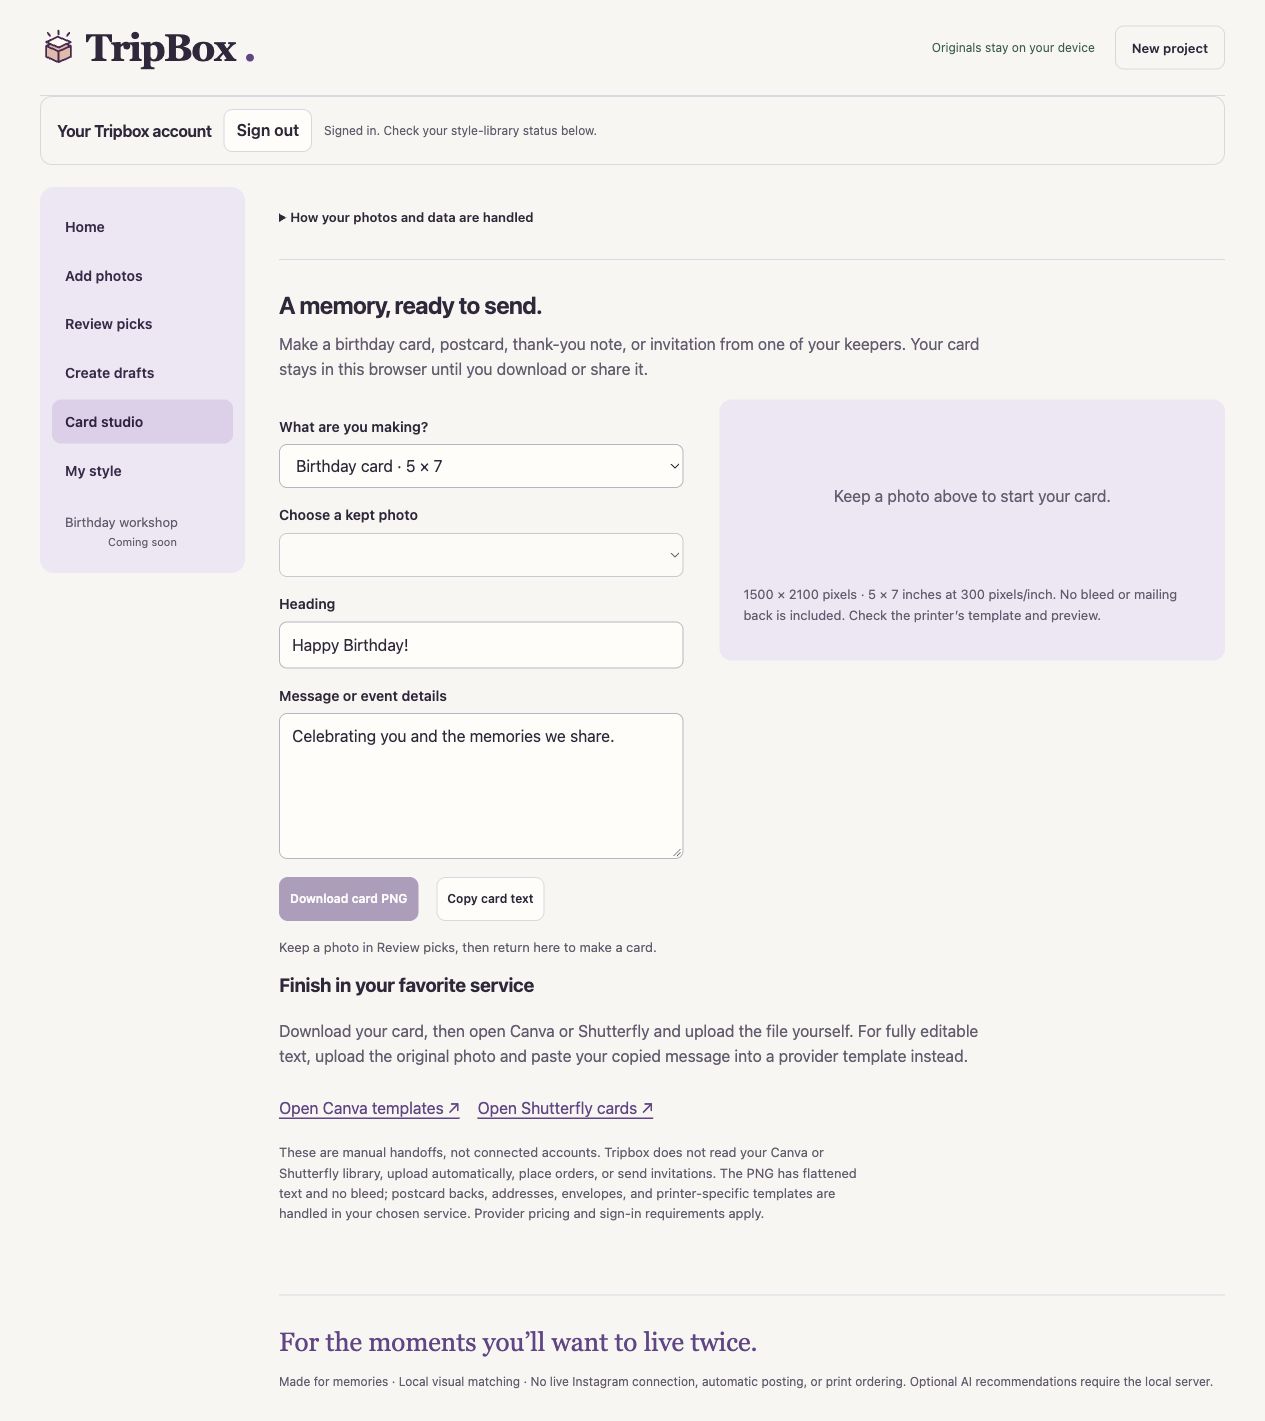 TripBox.
Originals stay on your device
New project
Your Tripbox account
Sign out
Signed in. Check your style-library status below.
Home
Add photos
Review picks
Create drafts
Card studio
My style
Birthday workshop
Coming soon
How your photos and data are handled
A memory, ready to send.
Make a birthday card, postcard, thank-you note, or invitation from one of your keepers. Your card
stays in this browser until you download or share it.
What are you making?
Birthday card · 5 × 7
Choose a kept photo
Heading
Happy Birthday!
Message or event details
Celebrating you and the memories we share.
Download card PNG
Copy card text
Keep a photo in Review picks, then return here to make a card.
Keep a photo above to start your card.
1500 × 2100 pixels · 5 × 7 inches at 300 pixels/inch. No bleed or mailing
back is included. Check the printer’s template and preview.
Finish in your favorite service
Download your card, then open Canva or Shutterfly and upload the file yourself. For fully editable
text, upload the original photo and paste your copied message into a provider template instead.
Open Canva templates ↗
Open Shutterfly cards ↗
These are manual handoffs, not connected accounts. Tripbox does not read your Canva or
Shutterfly library, upload automatically, place orders, or send invitations. The PNG has flattened
text and no bleed; postcard backs, addresses, envelopes, and printer-specific templates are
handled in your chosen service. Provider pricing and sign-in requirements apply.
For the moments you’ll want to live twice.
Made for memories · Local visual matching · No live Instagram connection, automatic posting, or print ordering. Optional AI recommendations require the local server.